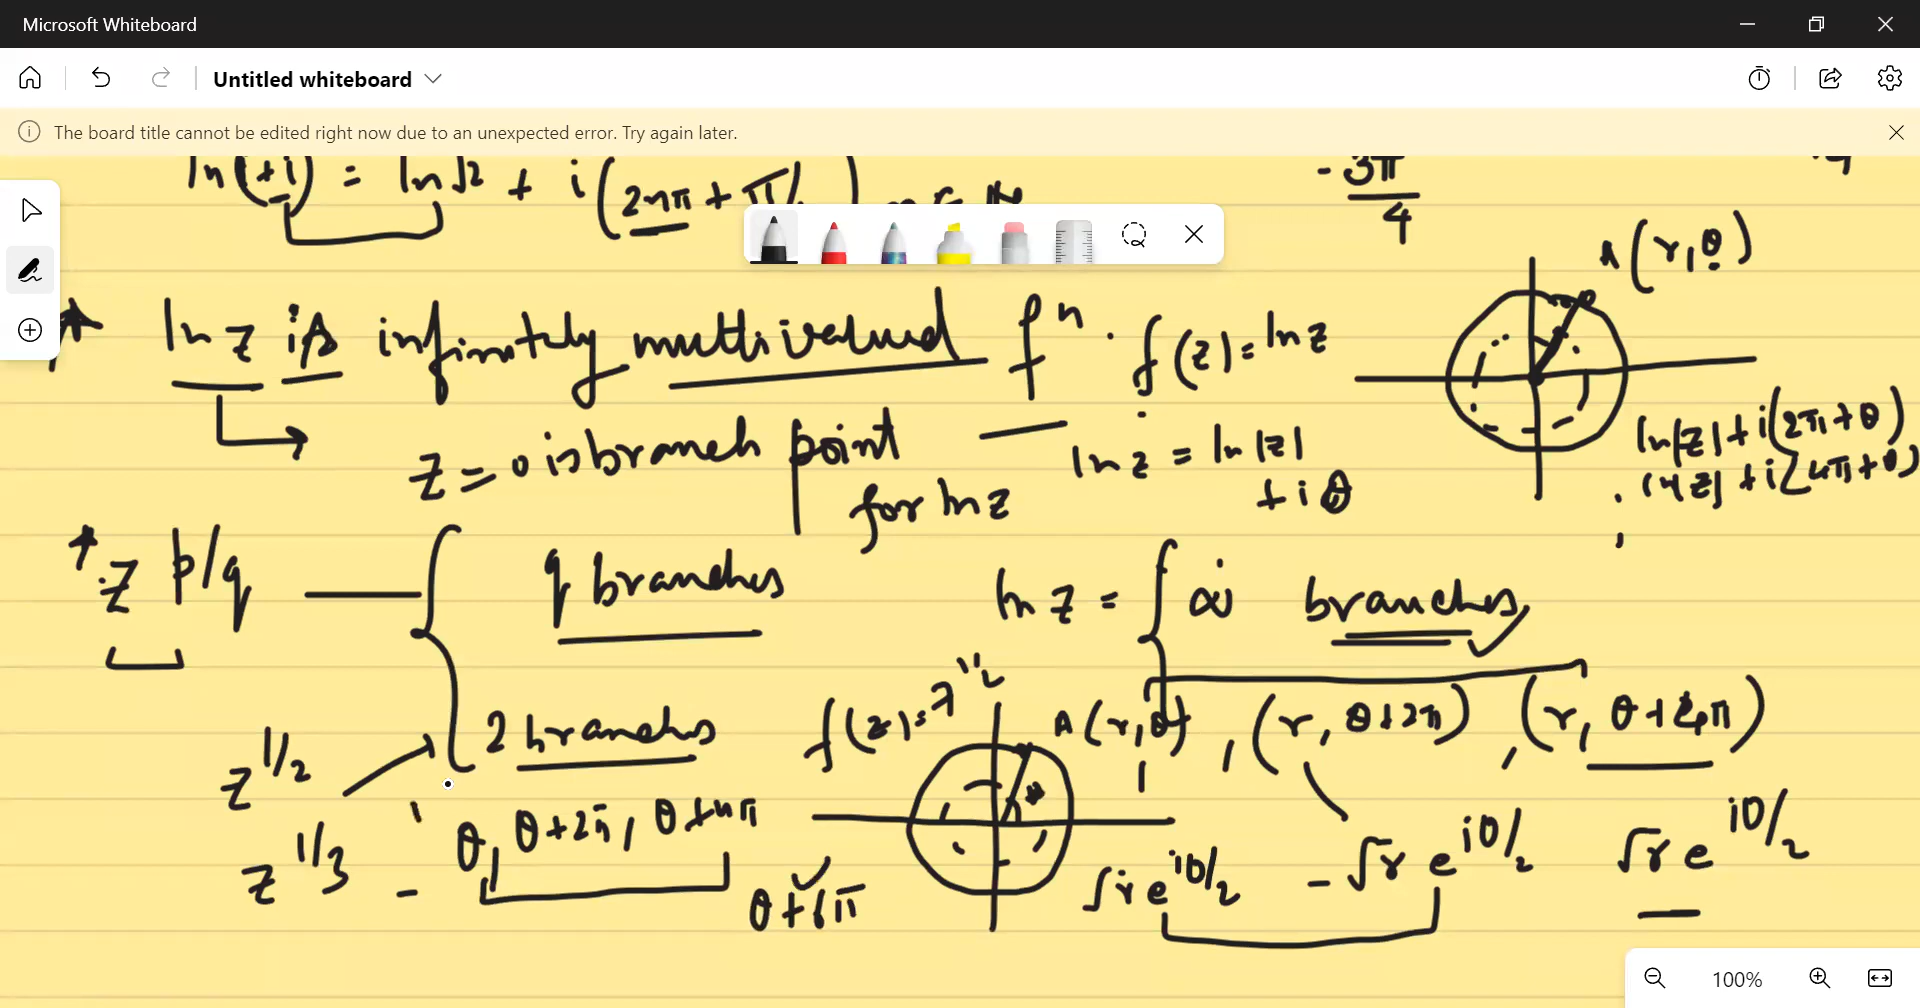 Microsoft Whiteboard
Untitled whiteboard
The board title cannot be edited right now due to an unexpected error. Try again later.
ln(1+i) = ln√2 + i(2nπ + π/
-3π/4
A(r,θ)
* ln z is infinitely multivalued fⁿ. f(z)=ln z
z=0 is branch point for ln z
ln z = ln|z| + iθ
ln|z|+i(2π+θ)
ln|z|+i(4π+θ)
* z^p/q — { q branches
ln z = { ∞ branches
z^1/2 2 branches
f(z)=z^1/2
A(r,θ), (r,θ+2π), (r,θ+4π)
z^1/3 - θ, θ+2π, θ+4π
θ+6π
√r e^iθ/2 -√r e^iθ/2 √r e^iθ/2
100%